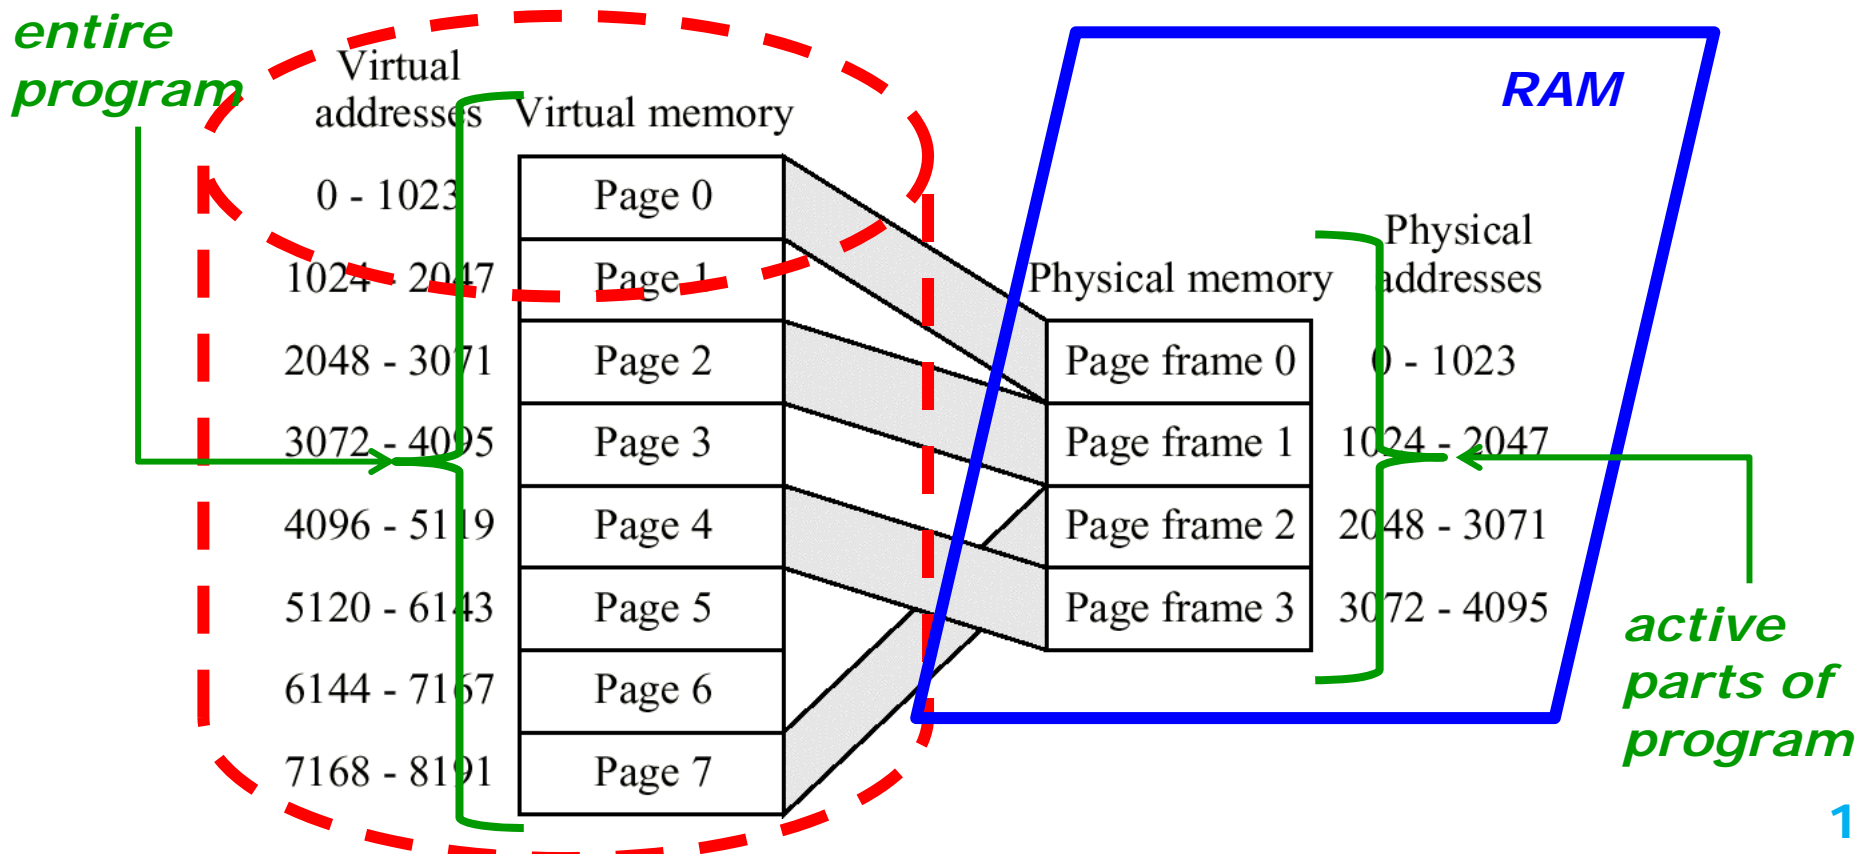 entire
program
Virtual
addresses
Virtual memory
0 - 1023
Page 0
1024 - 2047
Page 1
2048 - 3071
Page 2
3072 - 4095
Page 3
4096 - 5119
Page 4
5120 - 6143
Page 5
6144 - 7167
Page 6
7168 - 8191
Page 7
RAM
Physical memory
Physical
addresses
Page frame 0
0 - 1023
Page frame 1
1024 - 2047
Page frame 2
2048 - 3071
Page frame 3
3072 - 4095
active
parts of
program
1